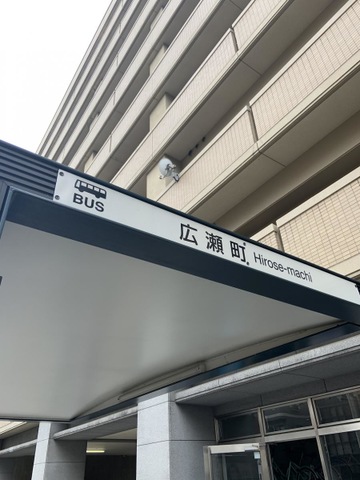 BUS
広瀬町 Hirose-machi